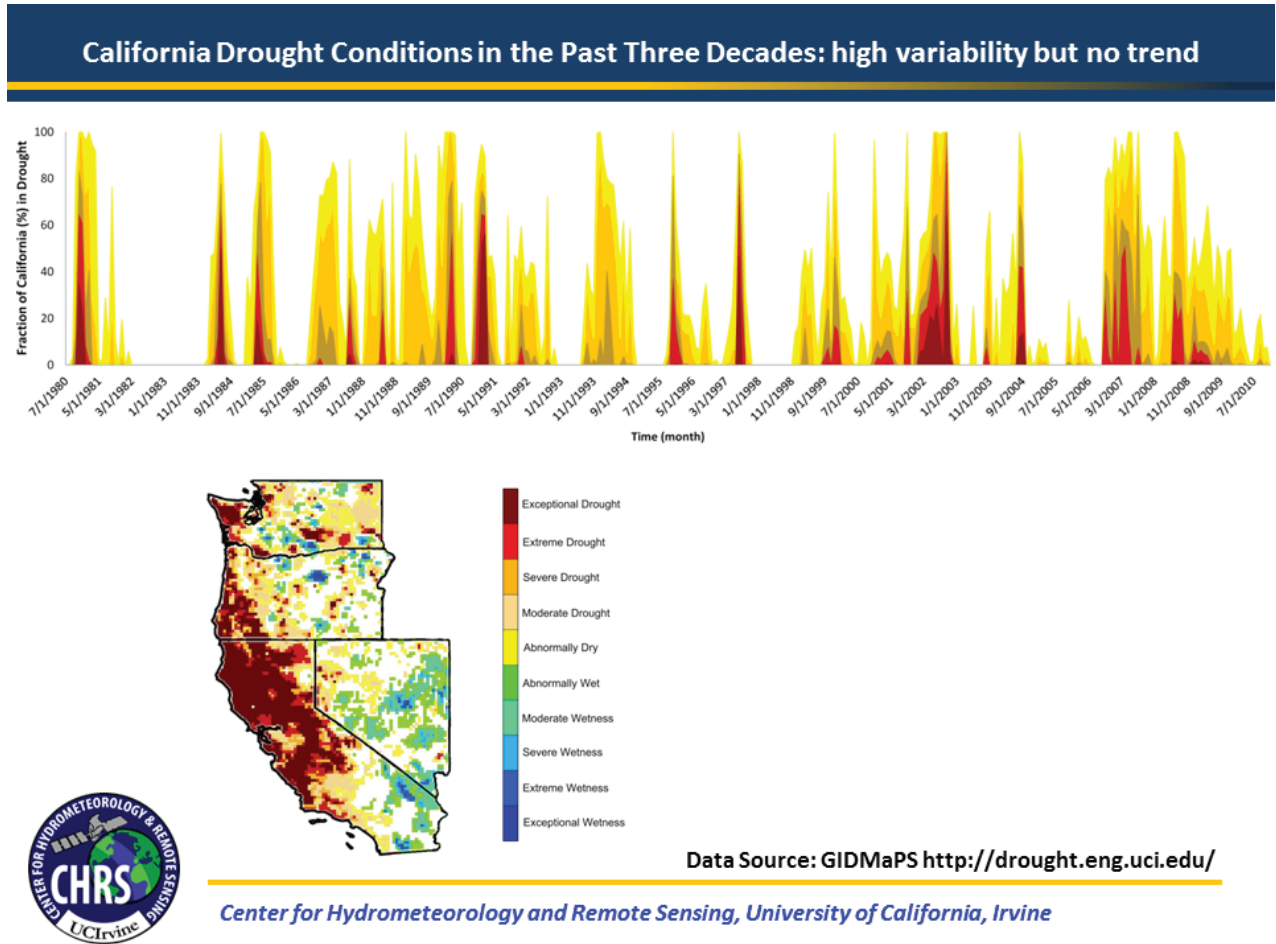 California Drought Conditions in the Past Three Decades: high variability but no trend
Fraction of California (%) in Drought
100
80
60
40
20
0
7/1/1980
5/1/1981
3/1/1982
1/1/1983
11/1/1983
9/1/1984
7/1/1985
5/1/1986
3/1/1987
1/1/1988
11/1/1988
9/1/1989
7/1/1990
5/1/1991
3/1/1992
1/1/1993
11/1/1993
9/1/1994
7/1/1995
5/1/1996
3/1/1997
1/1/1998
11/1/1998
9/1/1999
7/1/2000
5/1/2001
3/1/2002
1/1/2003
11/1/2003
9/1/2004
7/1/2005
5/1/2006
3/1/2007
1/1/2008
11/1/2008
9/1/2009
7/1/2010
Time (month)
Exceptional Drought
Extreme Drought
Severe Drought
Moderate Drought
Abnormally Dry
Abnormally Wet
Moderate Wetness
Severe Wetness
Extreme Wetness
Exceptional Wetness
CENTER FOR HYDROMETEOROLOGY & REMOTE SENSING
CHRS
UCIrvine
Data Source: GIDMaPS http://drought.eng.uci.edu/
Center for Hydrometeorology and Remote Sensing, University of California, Irvine